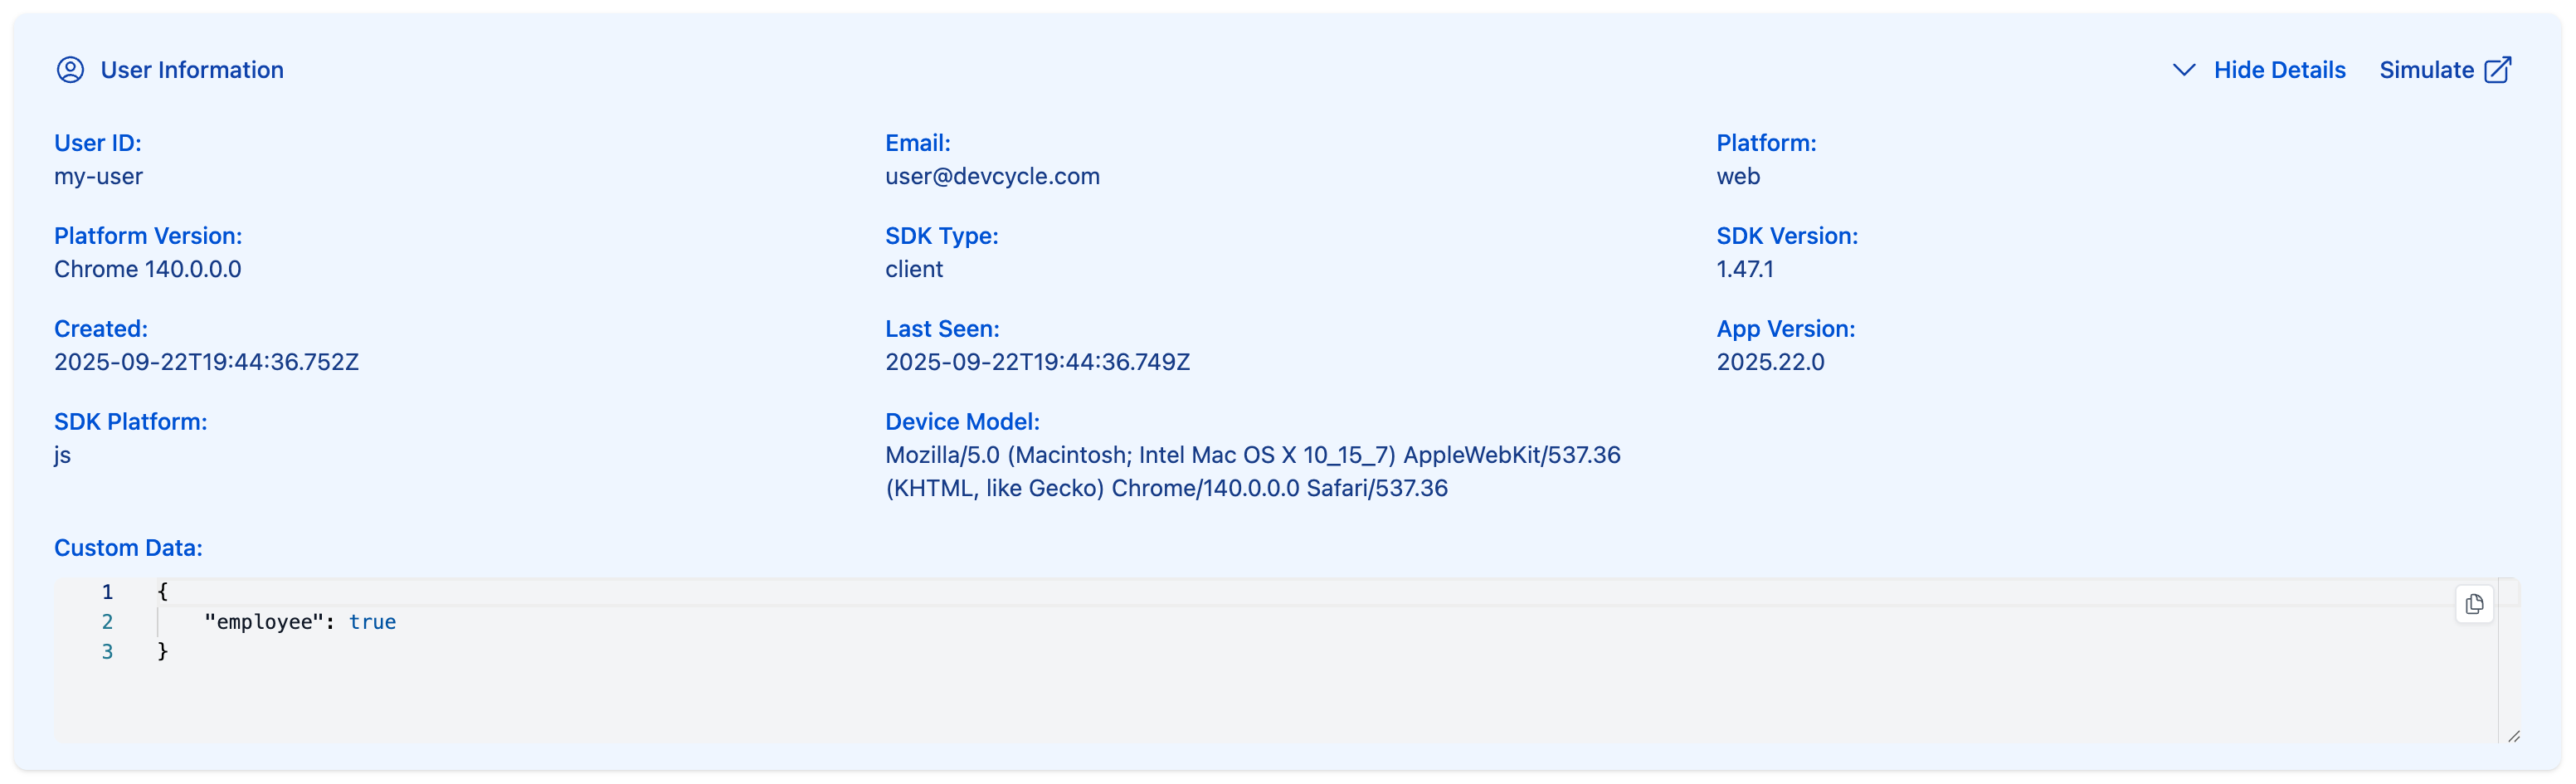 User Information
Hide Details
Simulate
User ID:
my-user
Email:
user@devcycle.com
Platform:
web
Platform Version:
Chrome 140.0.0.0
SDK Type:
client
SDK Version:
1.47.1
Created:
2025-09-22T19:44:36.752Z
Last Seen:
2025-09-22T19:44:36.749Z
App Version:
2025.22.0
SDK Platform:
js
Device Model:
Mozilla/5.0 (Macintosh; Intel Mac OS X 10_15_7) AppleWebKit/537.36
(KHTML, like Gecko) Chrome/140.0.0.0 Safari/537.36
Custom Data:
1 {
2 "employee": true
3 }